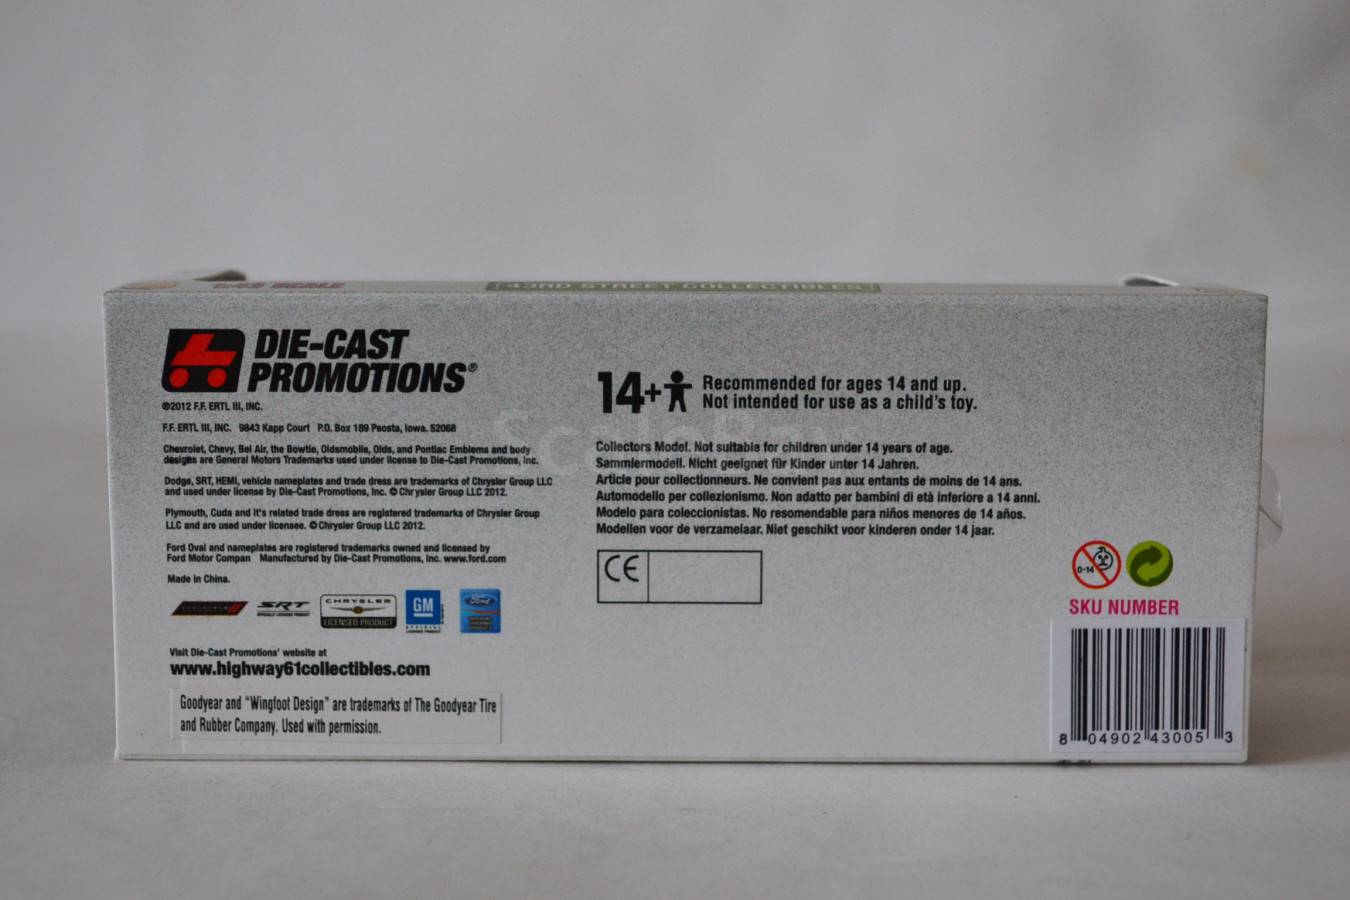 1:43 SCALE
43RD STREET COLLECTIBLES
DIE-CAST
PROMOTIONS®
©2012 F.F. ERTL III, INC.
F.F. ERTL III, INC. 9843 Kapp Court P.O. Box 189 Peosta, Iowa. 52068
Chevrolet, Chevy, Bel Air, the Bowtie, Oldsmobile, Olds, and Pontiac Emblems and body
designs are General Motors Trademarks used under license to Die-Cast Promotions, Inc.
Dodge, SRT, HEMI, vehicle nameplates and trade dress are trademarks of Chrysler Group LLC
and used under license by Die-Cast Promotions, Inc. © Chrysler Group LLC 2012.
Plymouth, Cuda and it's related trade dress are registered trademarks of Chrysler Group
LLC and are used under licensee. ©Chrysler Group LLC 2012.
Ford Oval and nameplates are registered trademarks owned and licensed by
Ford Motor Compan Manufactured by Die-Cast Promotions, Inc. www.ford.com
Made in China.
DODGE SRT CHRYSLER GM Ford
LICENSED PRODUCT
Visit Die-Cast Promotions' website at
www.highway61collectibles.com
Goodyear and "Wingfoot Design" are trademarks of The Goodyear Tire
and Rubber Company. Used with permission.
14+ Recommended for ages 14 and up.
Not intended for use as a child's toy.
Collectors Model. Not suitable for children under 14 years of age.
Sammlermodell. Nicht geeignet für Kinder unter 14 Jahren.
Article pour collectionneurs. Ne convient pas aux enfants de moins de 14 ans.
Automodello per collezionismo. Non adatto per bambini di età inferiore a 14 anni.
Modelo para coleccionistas. No resomendable para niños menores de 14 años.
Modellen voor de verzamelaar. Niet geschikt voor kinderen onder 14 jaar.
CE
0-14
SKU NUMBER
8 04902 43005 3